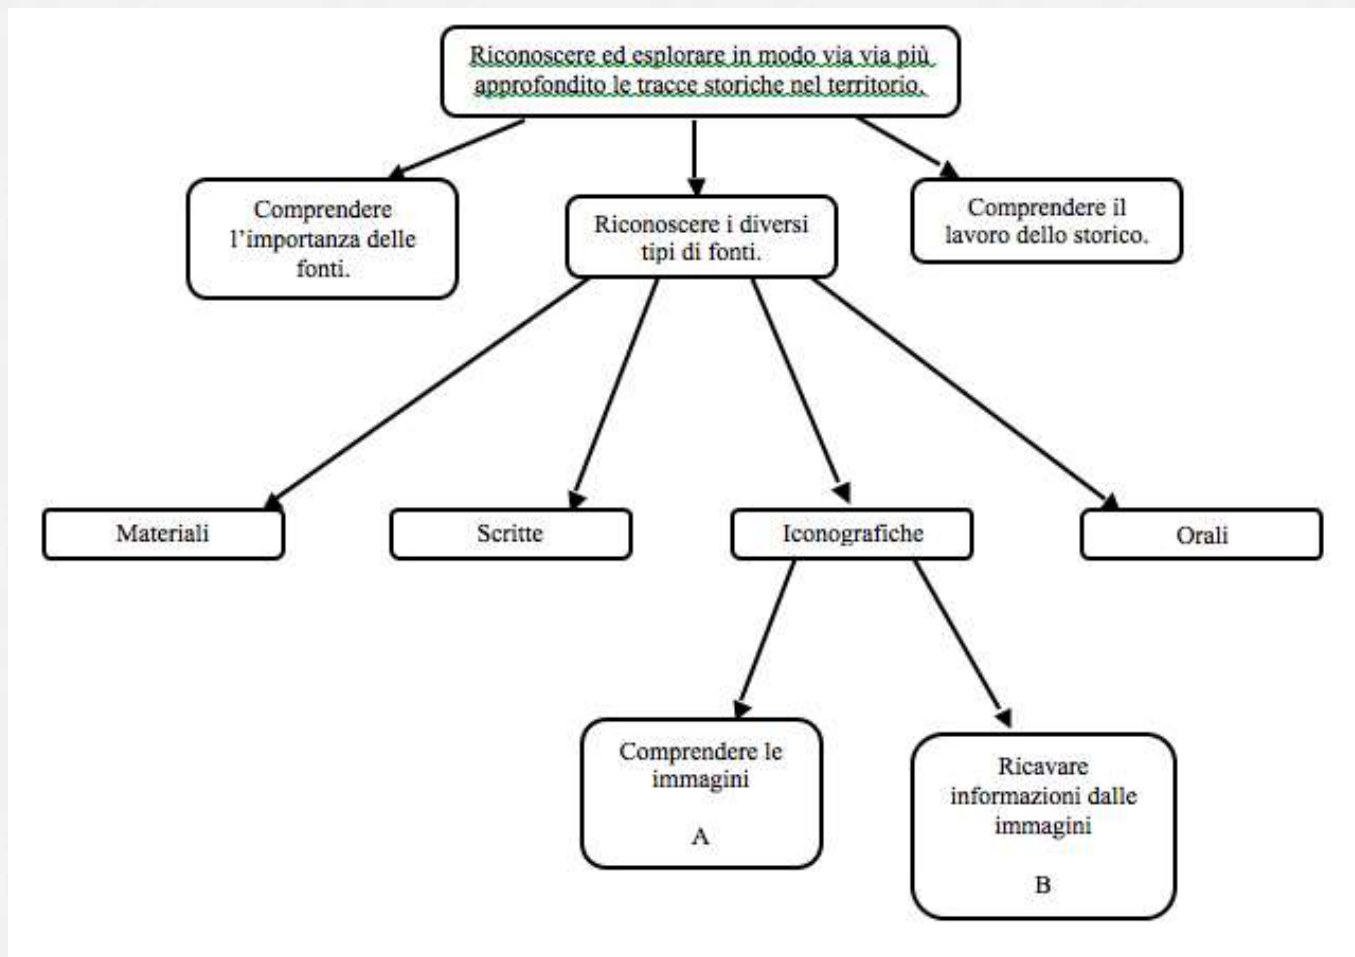 Riconoscere ed esplorare in modo via via più
approfondito le tracce storiche nel territorio.
Comprendere
l'importanza delle
fonti.
Riconoscere i diversi
tipi di fonti.
Comprendere il
lavoro dello storico.
Materiali
Scritte
Iconografiche
Orali
Comprendere le
immagini
A
Ricavare
informazioni dalle
immagini
B